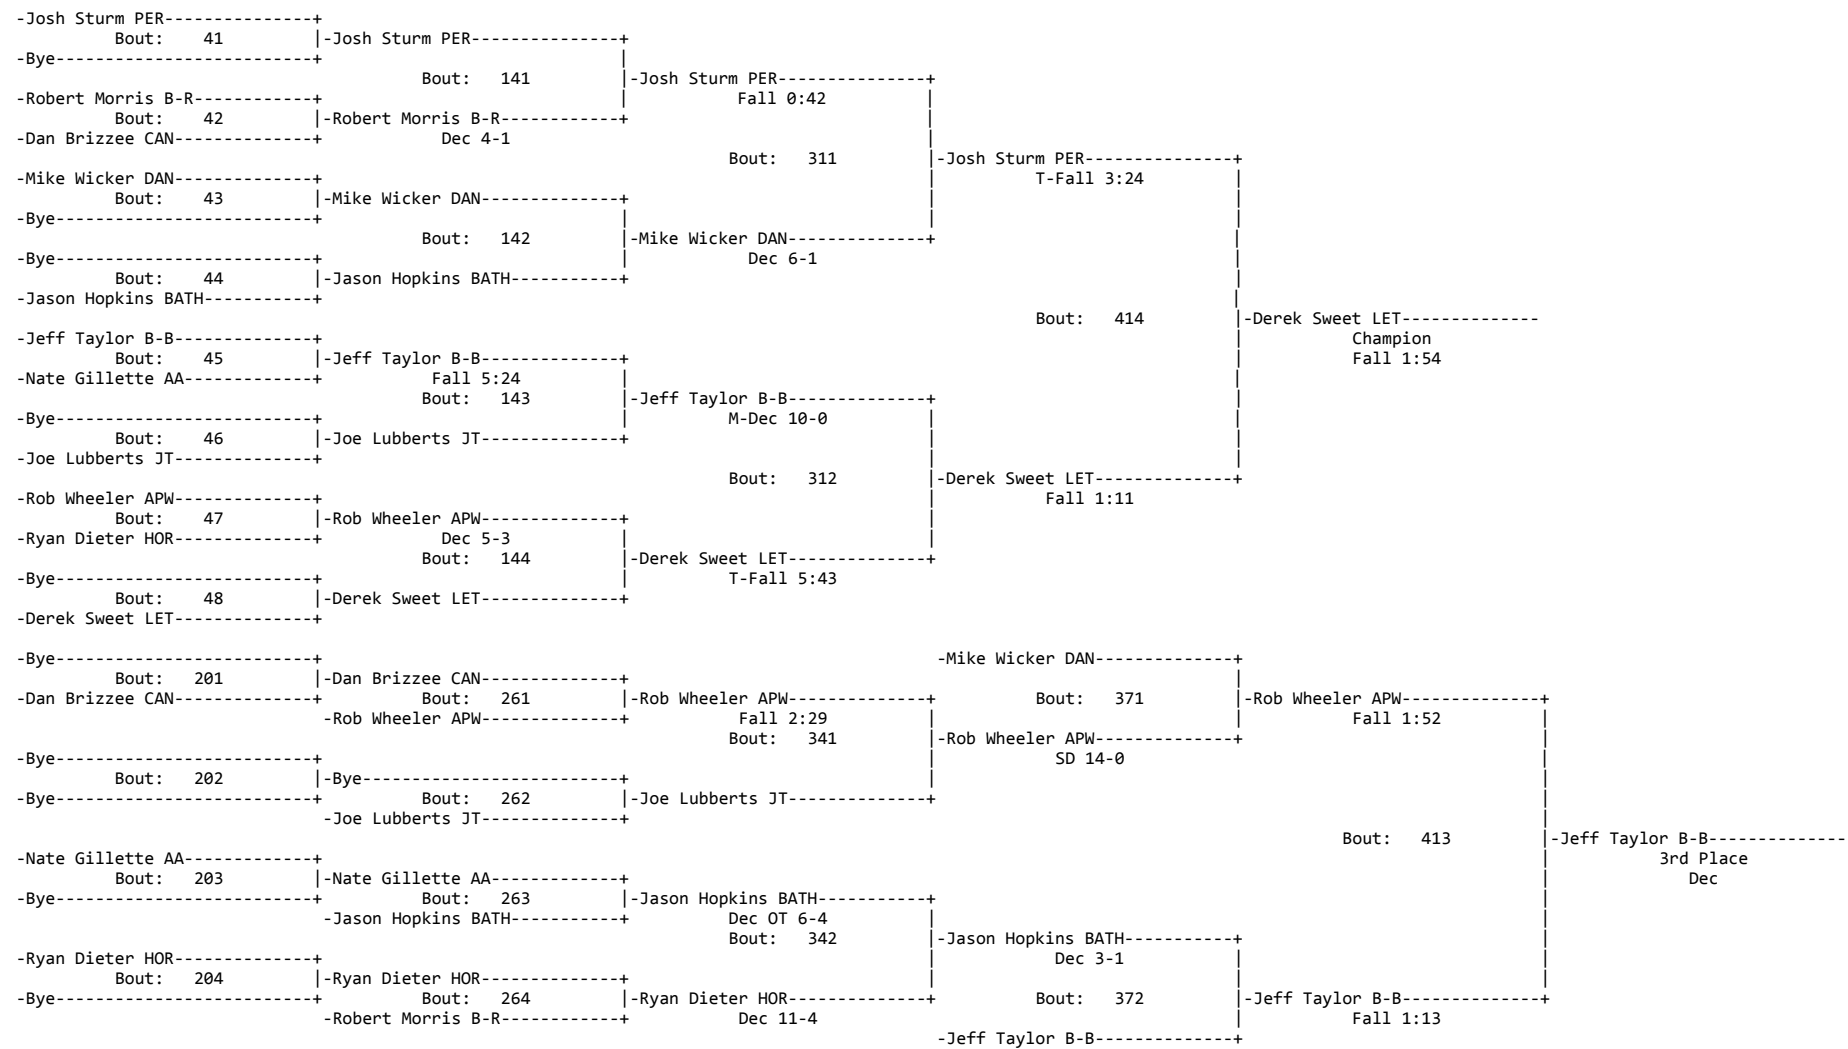 -Josh Sturm PER---------------+
Bout: 41 |-Josh Sturm PER---------------+
-Bye--------------------------+ |
Bout: 141 |-Josh Sturm PER---------------+
-Robert Morris B-R------------+ | Fall 0:42 |
Bout: 42 |-Robert Morris B-R------------+ |
-Dan Brizzee CAN--------------+ Dec 4-1 |
Bout: 311 |-Josh Sturm PER---------------+
-Mike Wicker DAN--------------+ | T-Fall 3:24 |
Bout: 43 |-Mike Wicker DAN--------------+ | |
-Bye--------------------------+ | | |
Bout: 142 |-Mike Wicker DAN--------------+ |
-Bye--------------------------+ | Dec 6-1 |
Bout: 44 |-Jason Hopkins BATH-----------+ |
-Jason Hopkins BATH-----------+ |
Bout: 414 |-Derek Sweet LET--------------
-Jeff Taylor B-B--------------+ | Champion
Bout: 45 |-Jeff Taylor B-B--------------+ | Fall 1:54
-Nate Gillette AA-------------+ Fall 5:24 | |
Bout: 143 |-Jeff Taylor B-B--------------+ |
-Bye--------------------------+ | M-Dec 10-0 | |
Bout: 46 |-Joe Lubberts JT--------------+ | |
-Joe Lubberts JT--------------+ | |
Bout: 312 |-Derek Sweet LET--------------+
-Rob Wheeler APW--------------+ | Fall 1:11
Bout: 47 |-Rob Wheeler APW--------------+ |
-Ryan Dieter HOR--------------+ Dec 5-3 | |
Bout: 144 |-Derek Sweet LET--------------+
-Bye--------------------------+ | T-Fall 5:43
Bout: 48 |-Derek Sweet LET--------------+
-Derek Sweet LET--------------+
-Bye--------------------------+ -Mike Wicker DAN--------------+
Bout: 201 |-Dan Brizzee CAN--------------+ |
-Dan Brizzee CAN--------------+ Bout: 261 |-Rob Wheeler APW--------------+ Bout: 371 |-Rob Wheeler APW--------------+
-Rob Wheeler APW--------------+ Fall 2:29 | | Fall 1:52 |
Bout: 341 |-Rob Wheeler APW--------------+ |
-Bye--------------------------+ | SD 14-0 |
Bout: 202 |-Bye--------------------------+ | |
-Bye--------------------------+ Bout: 262 |-Joe Lubberts JT--------------+ |
-Joe Lubberts JT--------------+ |
Bout: 413 |-Jeff Taylor B-B--------------
-Nate Gillette AA-------------+ | 3rd Place
Bout: 203 |-Nate Gillette AA-------------+ | Dec
-Bye--------------------------+ Bout: 263 |-Jason Hopkins BATH-----------+ |
-Jason Hopkins BATH-----------+ Dec OT 6-4 | |
Bout: 342 |-Jason Hopkins BATH-----------+ |
-Ryan Dieter HOR--------------+ | Dec 3-1 | |
Bout: 204 |-Ryan Dieter HOR--------------+ | | |
-Bye--------------------------+ Bout: 264 |-Ryan Dieter HOR--------------+ Bout: 372 |-Jeff Taylor B-B--------------+
-Robert Morris B-R------------+ Dec 11-4 | Fall 1:13
-Jeff Taylor B-B--------------+